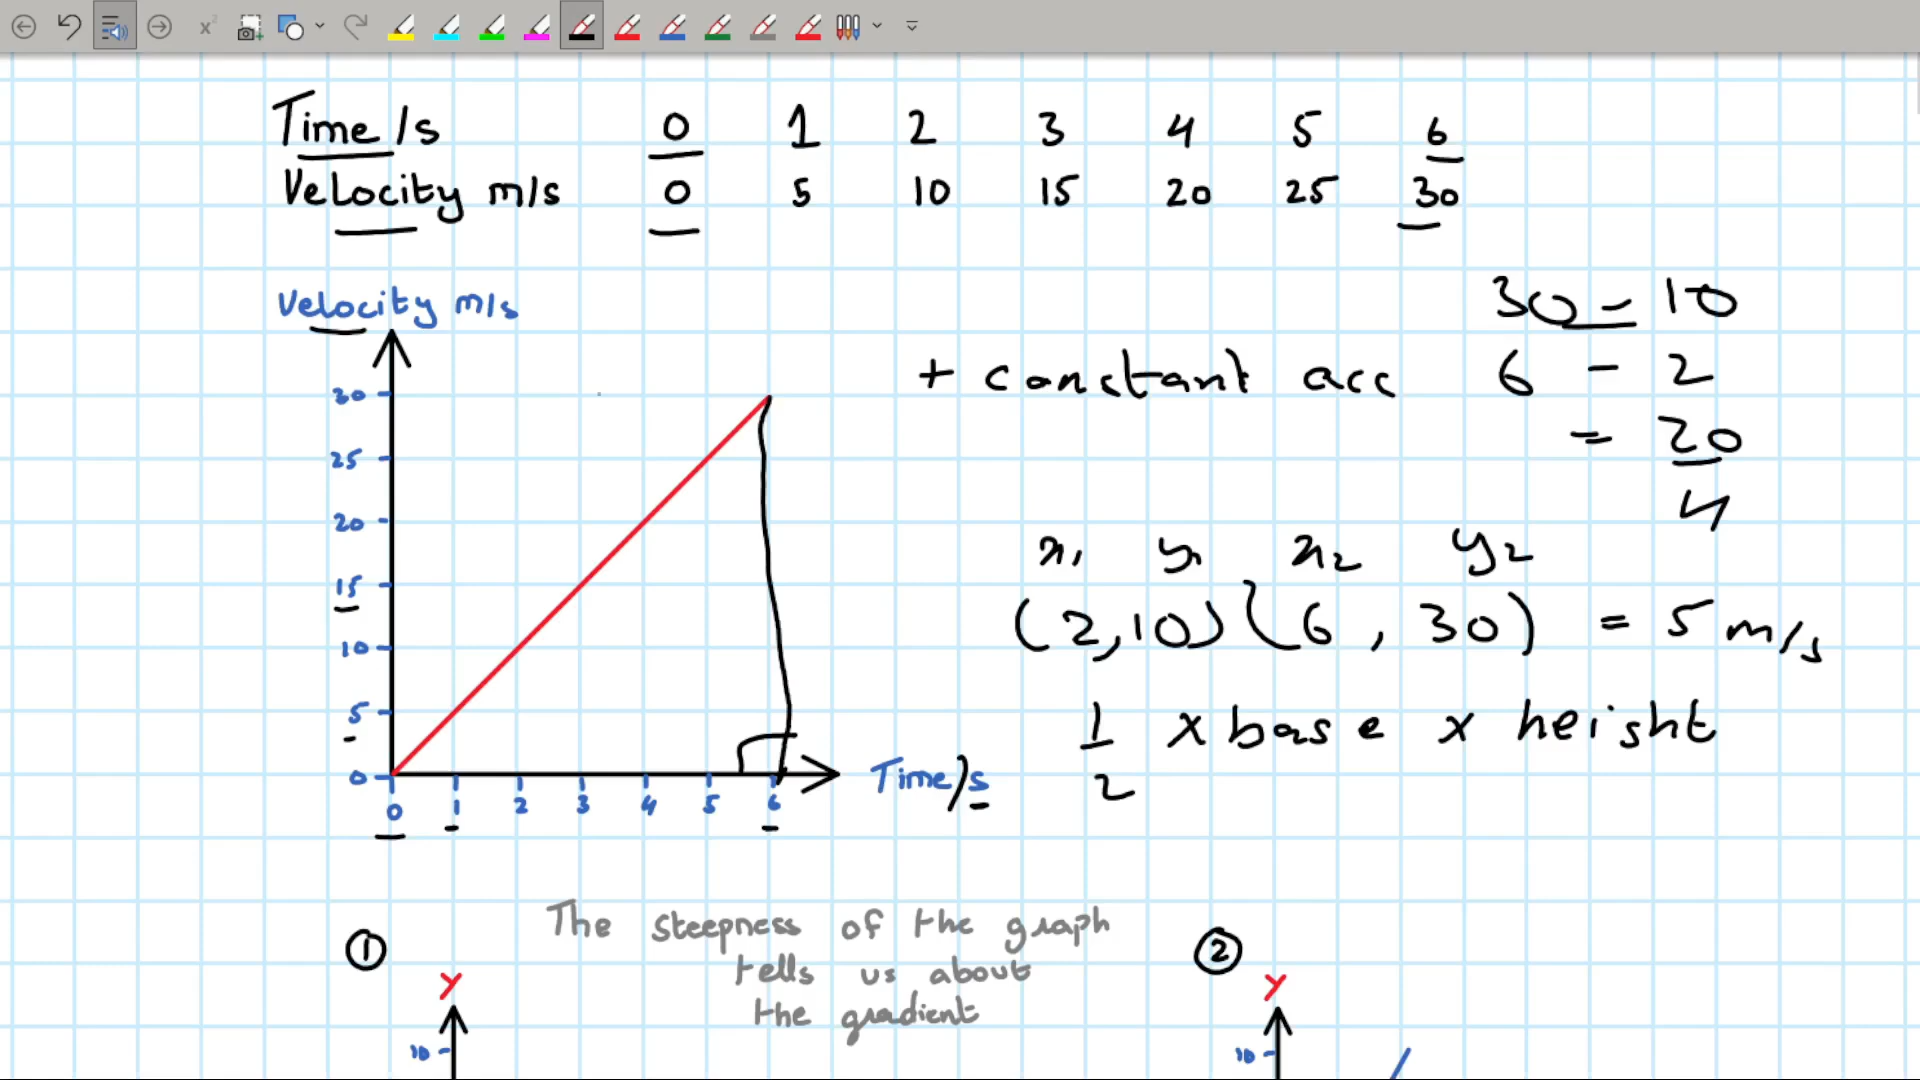 Time /s 0 1 2 3 4 5 6
Velocity m/s 0 5 10 15 20 25 30
Velocity m/s
30
25
20
15
10
5
0
0 1 2 3 4 5 6
Time/s
30 - 10
6 - 2
= 20
4
+ constant acc
x1 y1 x2 y2
(2,10) (6, 30) = 5 m/s
1
2
x base x height
The steepness of the graph
tells us about
the gradient
1
y
10
2
y
10